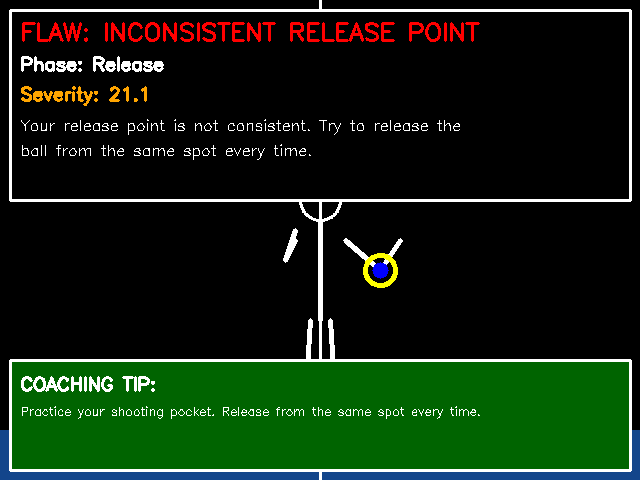 FLAW: INCONSISTENT RELEASE POINT
Phase: Release
Severity: 21.1
Your release point is not consistent. Try to release the
ball from the same spot every time.
COACHING TIP:
Practice your shooting pocket. Release from the same spot every time.